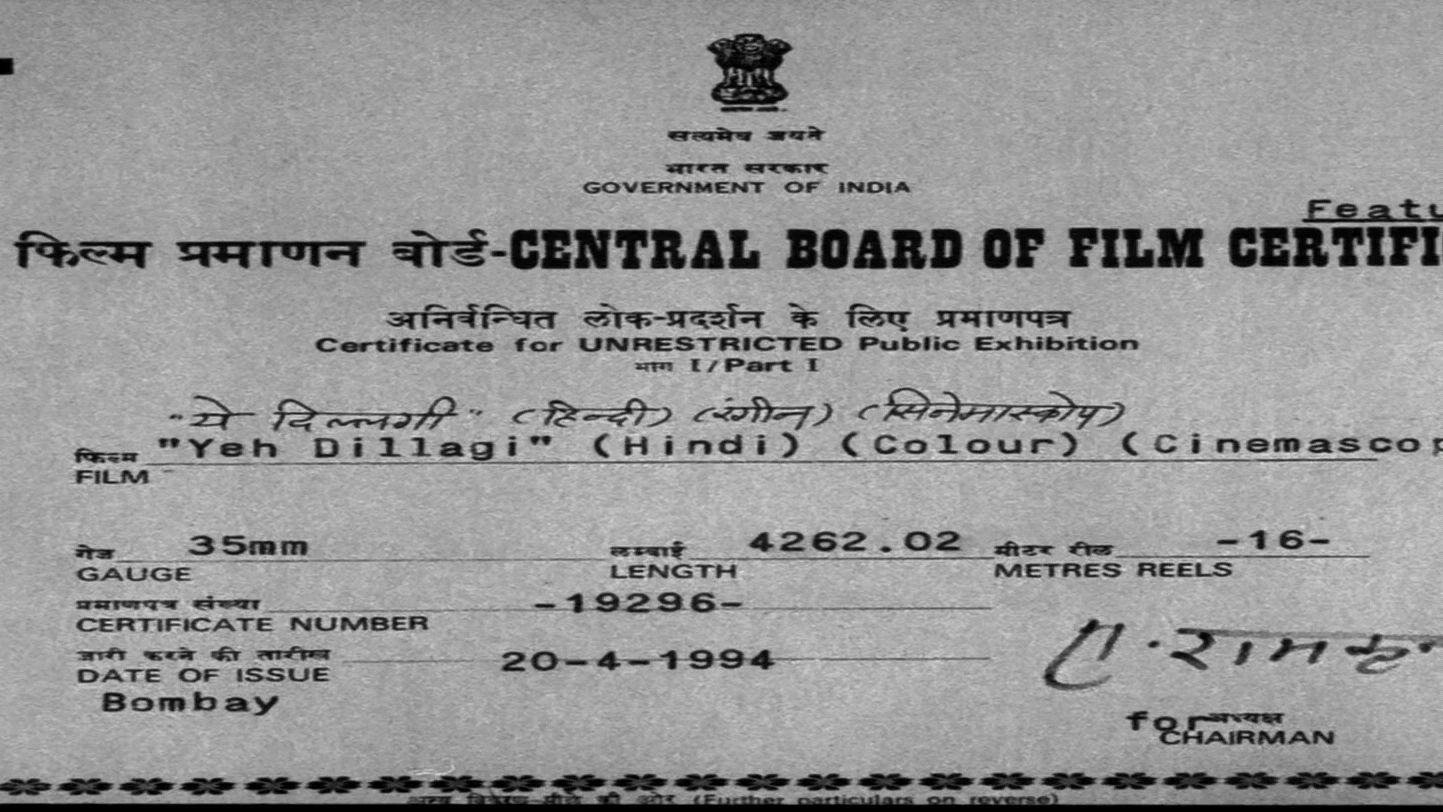 सत्यमेव जयते
भारत सरकार
GOVERNMENT OF INDIA
Featu
फिल्म प्रमाणन बोर्ड-CENTRAL BOARD OF FILM CERTIFI
अनिर्बन्धित लोक-प्रदर्शन के लिए प्रमाणपत्र
Certificate for UNRESTRICTED Public Exhibition
भाग I/Part I
"ये दिल्लगी" (हिन्दी) (रंगीन) (सिनेमास्कोप)
फिल्म "Yeh Dillagi" (Hindi) (Colour) (Cinemascop
FILM
गेज 35mm लम्बाई 4262.02 मीटर रील -16-
GAUGE LENGTH METRES REELS
प्रमाणपत्र संख्या -19296-
CERTIFICATE NUMBER
जारी करने की तारीख 20-4-1994
DATE OF ISSUE
Bombay
for अध्यक्ष
CHAIRMAN
(Further particulars on reverse)